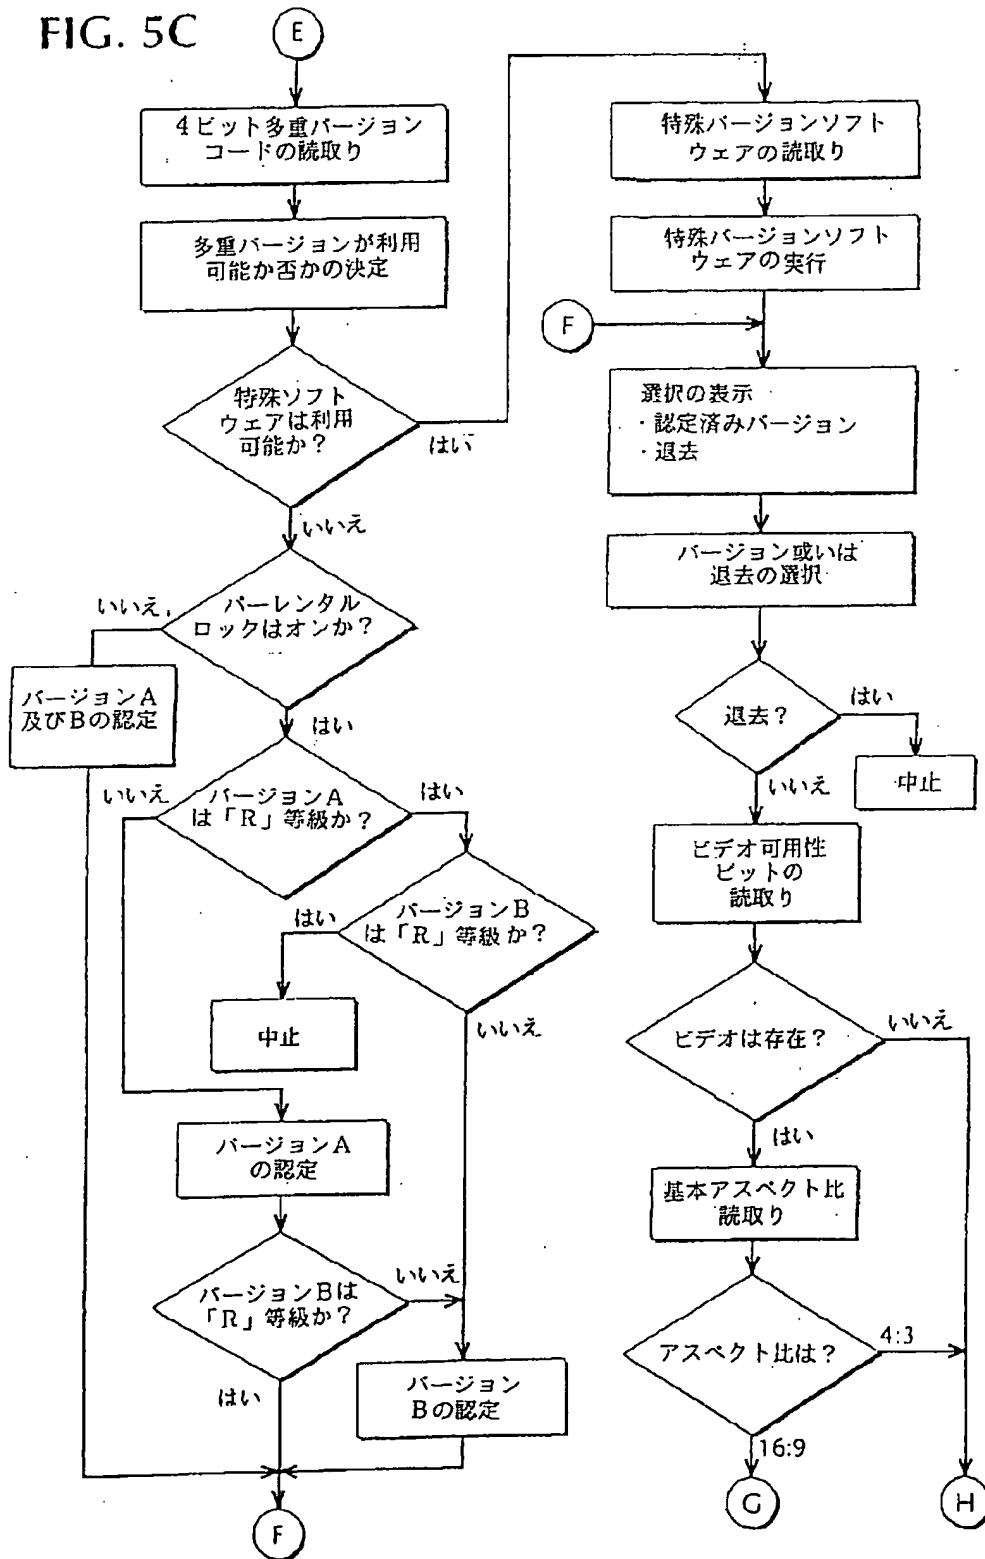 FIG. 5C
E
4ビット多重バージョン
コードの読取り
多重バージョンが利用
可能か否かの決定
特殊ソフト
ウェアは利用
可能か?
はい
いいえ
パーレンタル
ロックはオンか?
いいえ
バージョンA
及びBの認定
はい
バージョンA
は「R」等級か?
いいえ
はい
バージョンB
は「R」等級か?
はい
中止
いいえ
バージョンA
の認定
バージョンBは
「R」等級か?
いいえ
はい
バージョン
Bの認定
F
特殊バージョンソフト
ウェアの読取り
特殊バージョンソフト
ウェアの実行
F
選択の表示
・認定済みバージョン
・退去
バージョン或いは
退去の選択
退去?
はい
中止
いいえ
ビデオ可用性
ビットの
読取り
ビデオは存在?
いいえ
はい
基本アスペクト比
読取り
アスペクト比は?
4:3
16:9
G
H